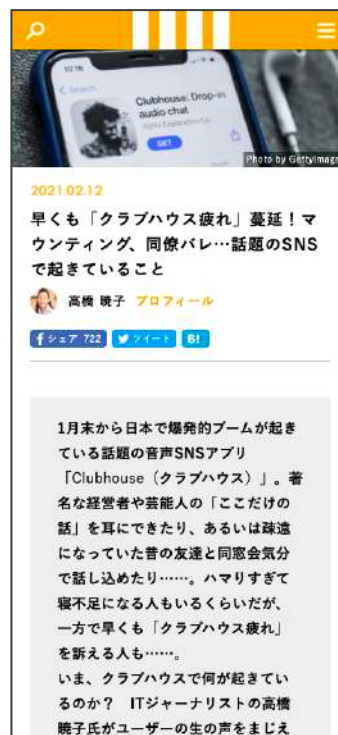 10:16
Search
Clubhouse: Drop-in
audio chat
GET
Photo by GettyImage
2021.02.12
早くも「クラブハウス疲れ」蔓延！マ
ウンティング、同僚バレ…話題のSNS
で起きていること
高橋 暁子 プロフィール
シェア 722 ツイート B!
1月末から日本で爆発的ブームが起き
ている話題の音声SNSアプリ
「Clubhouse（クラブハウス）」。著
名な経営者や芸能人の「ここだけの
話」を耳にできたり、あるいは疎遠
になっていた昔の友達と同窓会気分
で話し込めたり……。ハマりすぎて
寝不足になる人もいるくらいだが、
一方で早くも「クラブハウス疲れ」
を訴える人も……。
いま、クラブハウスで何が起きてい
るのか？　ITジャーナリストの高橋
暁子氏がユーザーの生の声をまじえ